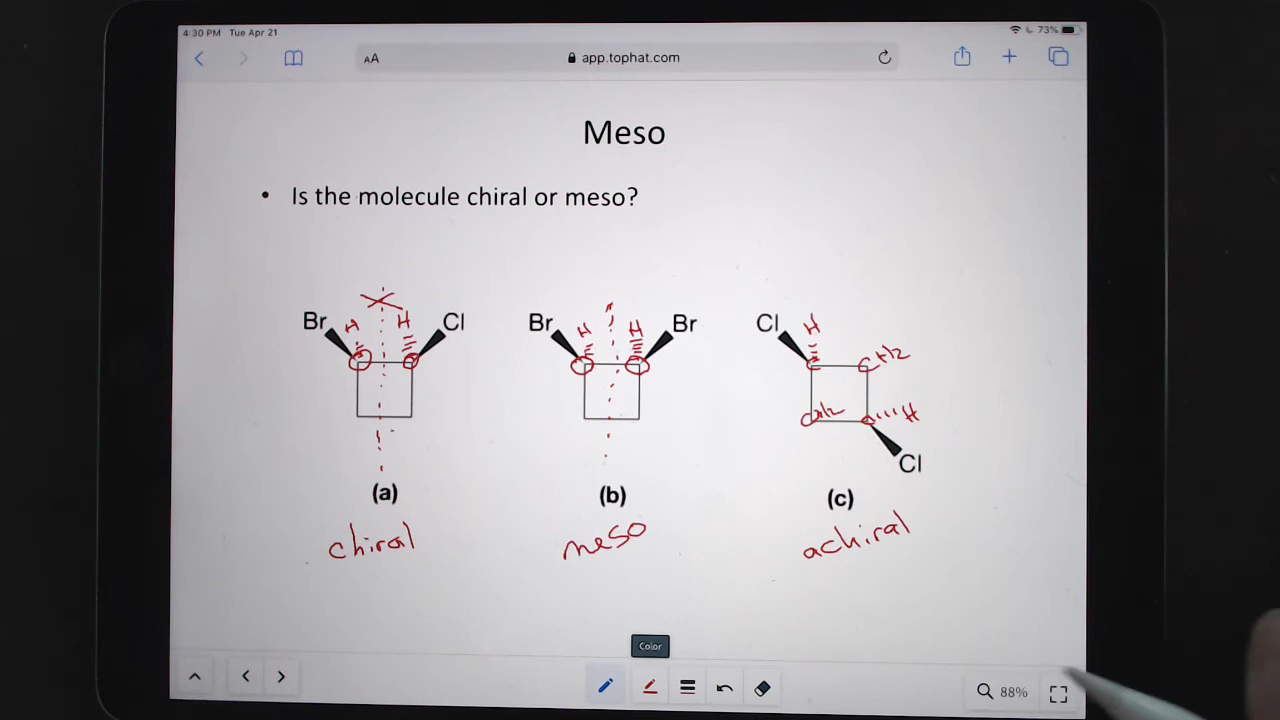 4:30 PM Tue Apr 21
73%
AA
app.tophat.com
Meso
• Is the molecule chiral or meso?
Br H H Cl
Br H H Br
Cl H
CH2
CH2
H
Cl
(a)
(b)
(c)
chiral
meso
achiral
Color
88%